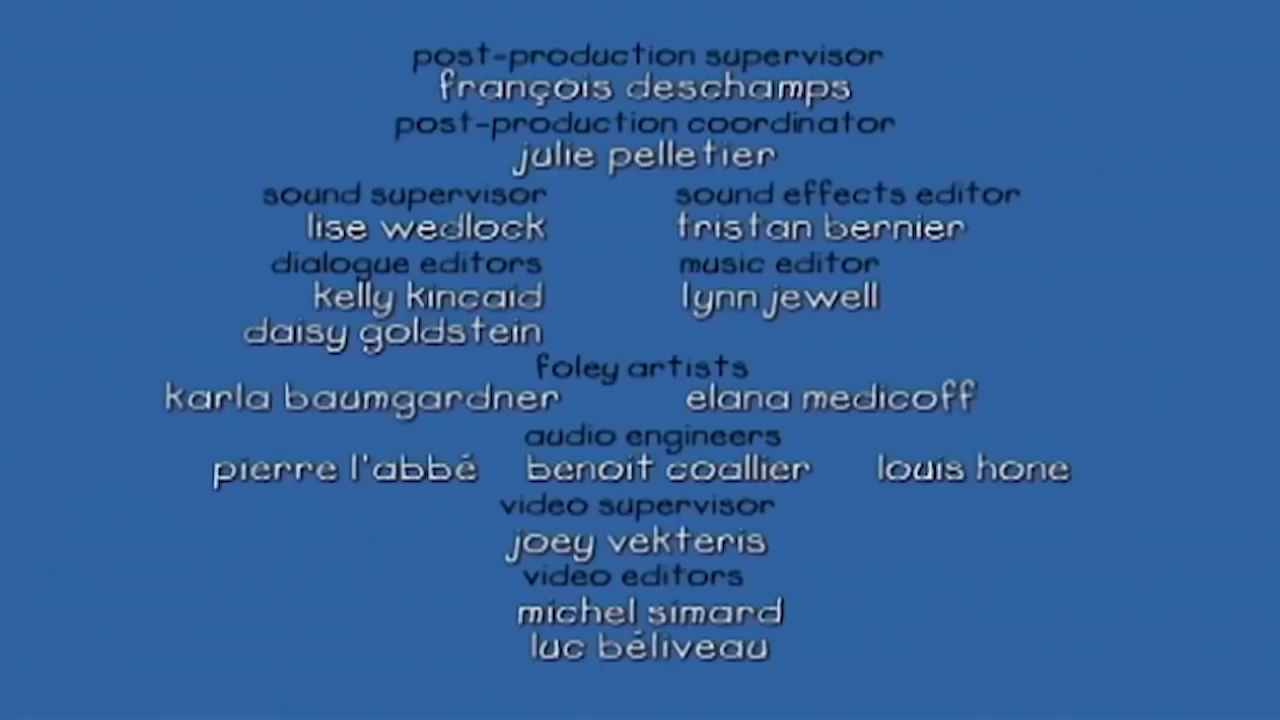 post-production supervisor
françois deschamps
post-production coordinator
julie pelletier
sound supervisor sound effects editor
lise wedlock tristan bernier
dialogue editors music editor
kelly kincaid lynn jewell
daisy goldstein
foley artists
karla baumgardner elana medicoff
audio engineers
pierre l'abbé benoit coallier louis hone
video supervisor
joey vekteris
video editors
michel simard
luc béliveau